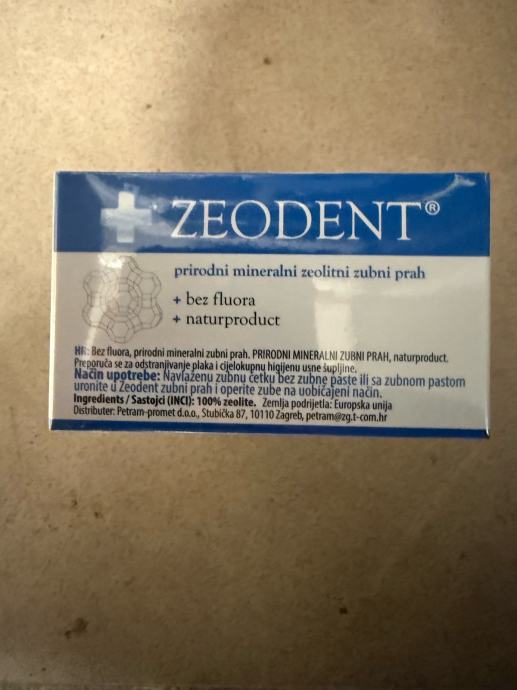 ZEODENT®
prirodni mineralni zeolitni zubni prah
+ bez fluora
+ naturproduct
HR: Bez fluora, prirodni mineralni zubni prah. PRIRODNI MINERALNI ZUBNI PRAH, naturproduct.
Preporuča se za odstranjivanje plaka i cjelokupnu higijenu usne šupljine.
Način upotrebe: Navlaženu zubnu četku bez zubne paste ili sa zubnom pastom
uronite u Zeodent zubni prah i operite zube na uobičajeni način.
Ingredients / Sastojci (INCI): 100% zeolite. Zemlja podrijetla: Europska unija
Distributer: Petram-promet d.o.o., Stubička 87, 10110 Zagreb, petram@zg.t-com.hr